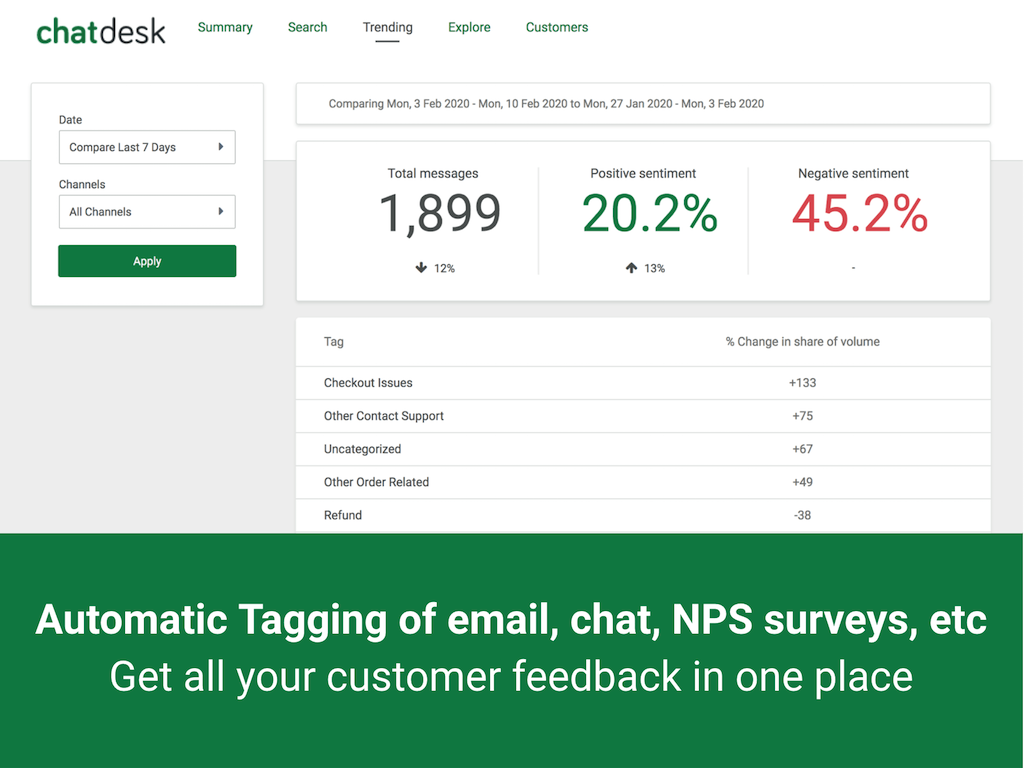 chatdesk
Summary Search Trending Explore Customers
Date
Compare Last 7 Days
Channels
All Channels
Apply
Comparing Mon, 3 Feb 2020 - Mon, 10 Feb 2020 to Mon, 27 Jan 2020 - Mon, 3 Feb 2020
Total messages Positive sentiment Negative sentiment
1,899 20.2% 45.2%
12% 13% -
Tag % Change in share of volume
Checkout Issues +133
Other Contact Support +75
Uncategorized +67
Other Order Related +49
Refund -38
Automatic Tagging of email, chat, NPS surveys, etc
Get all your customer feedback in one place